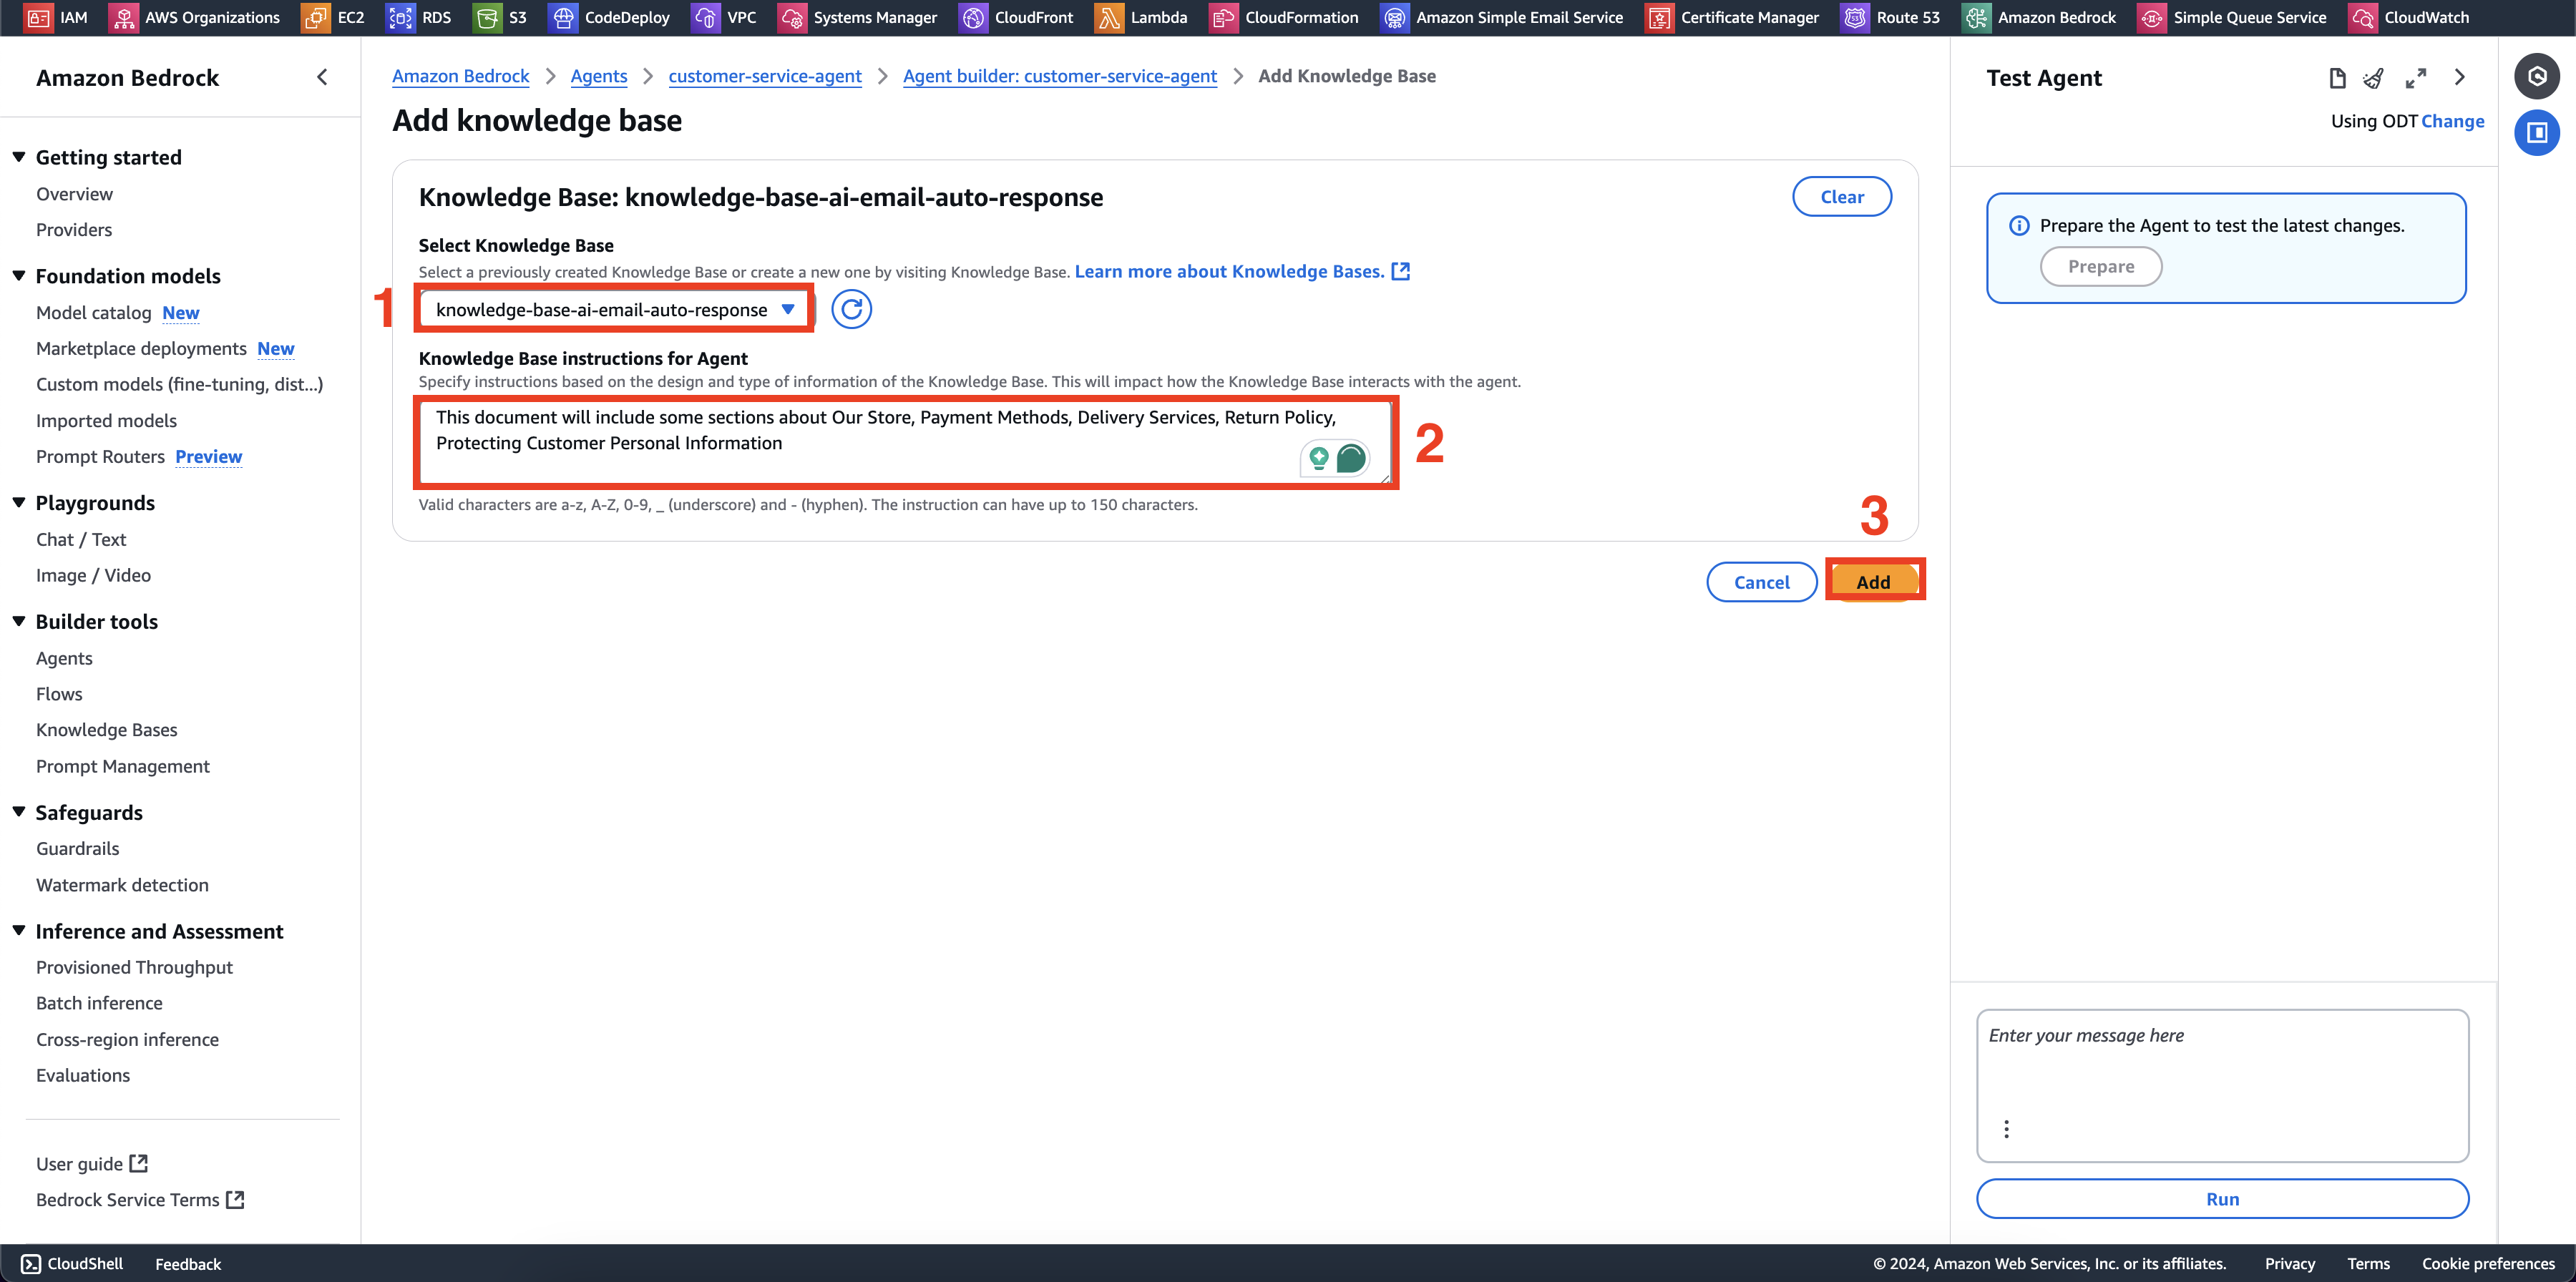 IAM AWS Organizations EC2 RDS S3 CodeDeploy VPC Systems Manager CloudFront Lambda CloudFormation Amazon Simple Email Service Certificate Manager Route 53 Amazon Bedrock Simple Queue Service CloudWatch
Amazon Bedrock
Getting started
Overview
Providers
Foundation models
Model catalog New
Marketplace deployments New
Custom models (fine-tuning, dist...)
Imported models
Prompt Routers Preview
Playgrounds
Chat / Text
Image / Video
Builder tools
Agents
Flows
Knowledge Bases
Prompt Management
Safeguards
Guardrails
Watermark detection
Inference and Assessment
Provisioned Throughput
Batch inference
Cross-region inference
Evaluations
User guide
Bedrock Service Terms
Amazon Bedrock > Agents > customer-service-agent > Agent builder: customer-service-agent > Add Knowledge Base
Add knowledge base
Knowledge Base: knowledge-base-ai-email-auto-response
Clear
Select Knowledge Base
Select a previously created Knowledge Base or create a new one by visiting Knowledge Base. Learn more about Knowledge Bases.
1
knowledge-base-ai-email-auto-response
Knowledge Base instructions for Agent
Specify instructions based on the design and type of information of the Knowledge Base. This will impact how the Knowledge Base interacts with the agent.
This document will include some sections about Our Store, Payment Methods, Delivery Services, Return Policy,
Protecting Customer Personal Information
2
Valid characters are a-z, A-Z, 0-9, _ (underscore) and - (hyphen). The instruction can have up to 150 characters.
3
Cancel Add
Test Agent
Using ODT Change
Prepare the Agent to test the latest changes.
Prepare
Enter your message here
Run
CloudShell Feedback © 2024, Amazon Web Services, Inc. or its affiliates. Privacy Terms Cookie preferences